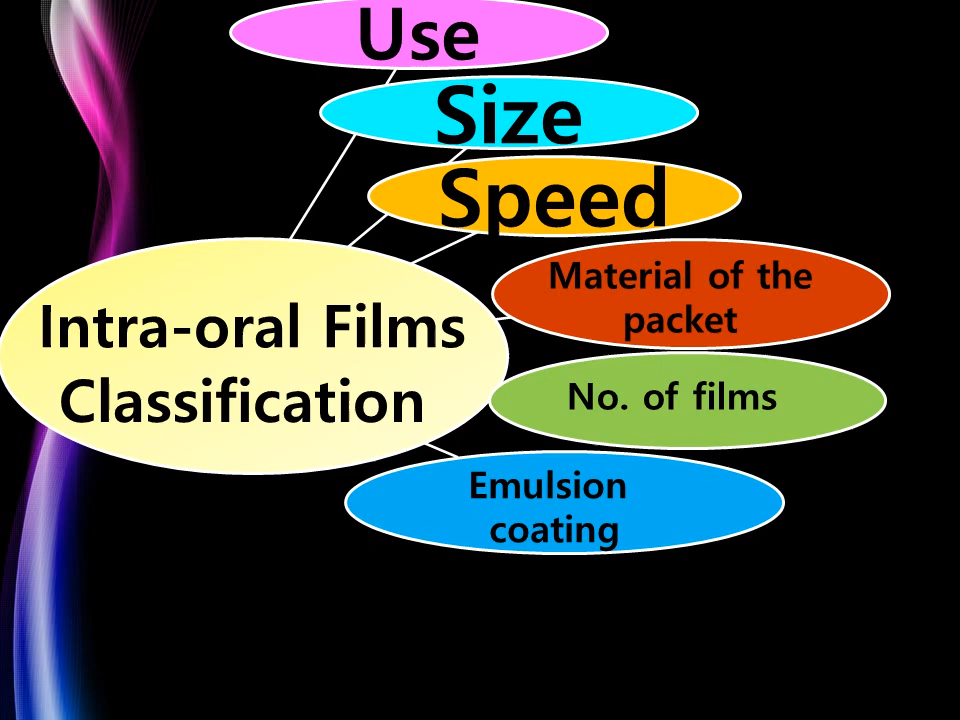 Use
Size
Speed
Material of the
packet
Intra-oral Films
Classification
No. of films
Emulsion
coating